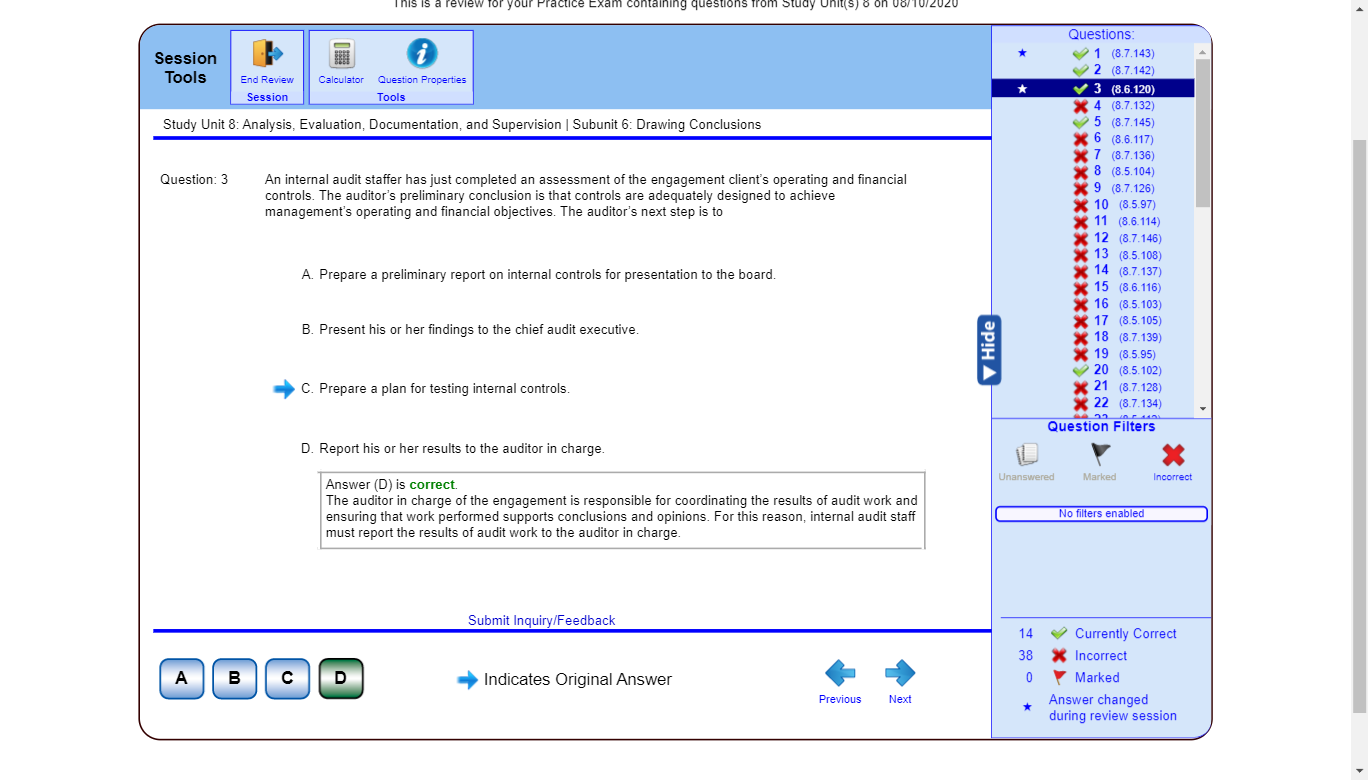 This is a review for your Practice Exam containing questions from Study Unit(s) 8 on 08/10/2020
Session Tools
End Review
Session
Calculator
Question Properties
Tools
Study Unit 8: Analysis, Evaluation, Documentation, and Supervision | Subunit 6: Drawing Conclusions
Question: 3
An internal audit staffer has just completed an assessment of the engagement client's operating and financial
controls. The auditor's preliminary conclusion is that controls are adequately designed to achieve
management's operating and financial objectives. The auditor's next step is to
A. Prepare a preliminary report on internal controls for presentation to the board.
B. Present his or her findings to the chief audit executive.
C. Prepare a plan for testing internal controls.
D. Report his or her results to the auditor in charge.
Answer (D) is correct.
The auditor in charge of the engagement is responsible for coordinating the results of audit work and
ensuring that work performed supports conclusions and opinions. For this reason, internal audit staff
must report the results of audit work to the auditor in charge.
Submit Inquiry/Feedback
A
B
C
D
Indicates Original Answer
Previous
Next
Hide
Questions:
1 (8.7.143)
2 (8.7.142)
3 (8.6.120)
4 (8.7.132)
5 (8.7.145)
6 (8.6.117)
7 (8.7.136)
8 (8.5.104)
9 (8.7.126)
10 (8.5.97)
11 (8.6.114)
12 (8.7.146)
13 (8.5.108)
14 (8.7.137)
15 (8.6.116)
16 (8.5.103)
17 (8.5.105)
18 (8.7.139)
19 (8.5.95)
20 (8.5.102)
21 (8.7.128)
22 (8.7.134)
Question Filters
Unanswered
Marked
Incorrect
No filters enabled
14 Currently Correct
38 Incorrect
0 Marked
Answer changed
during review session